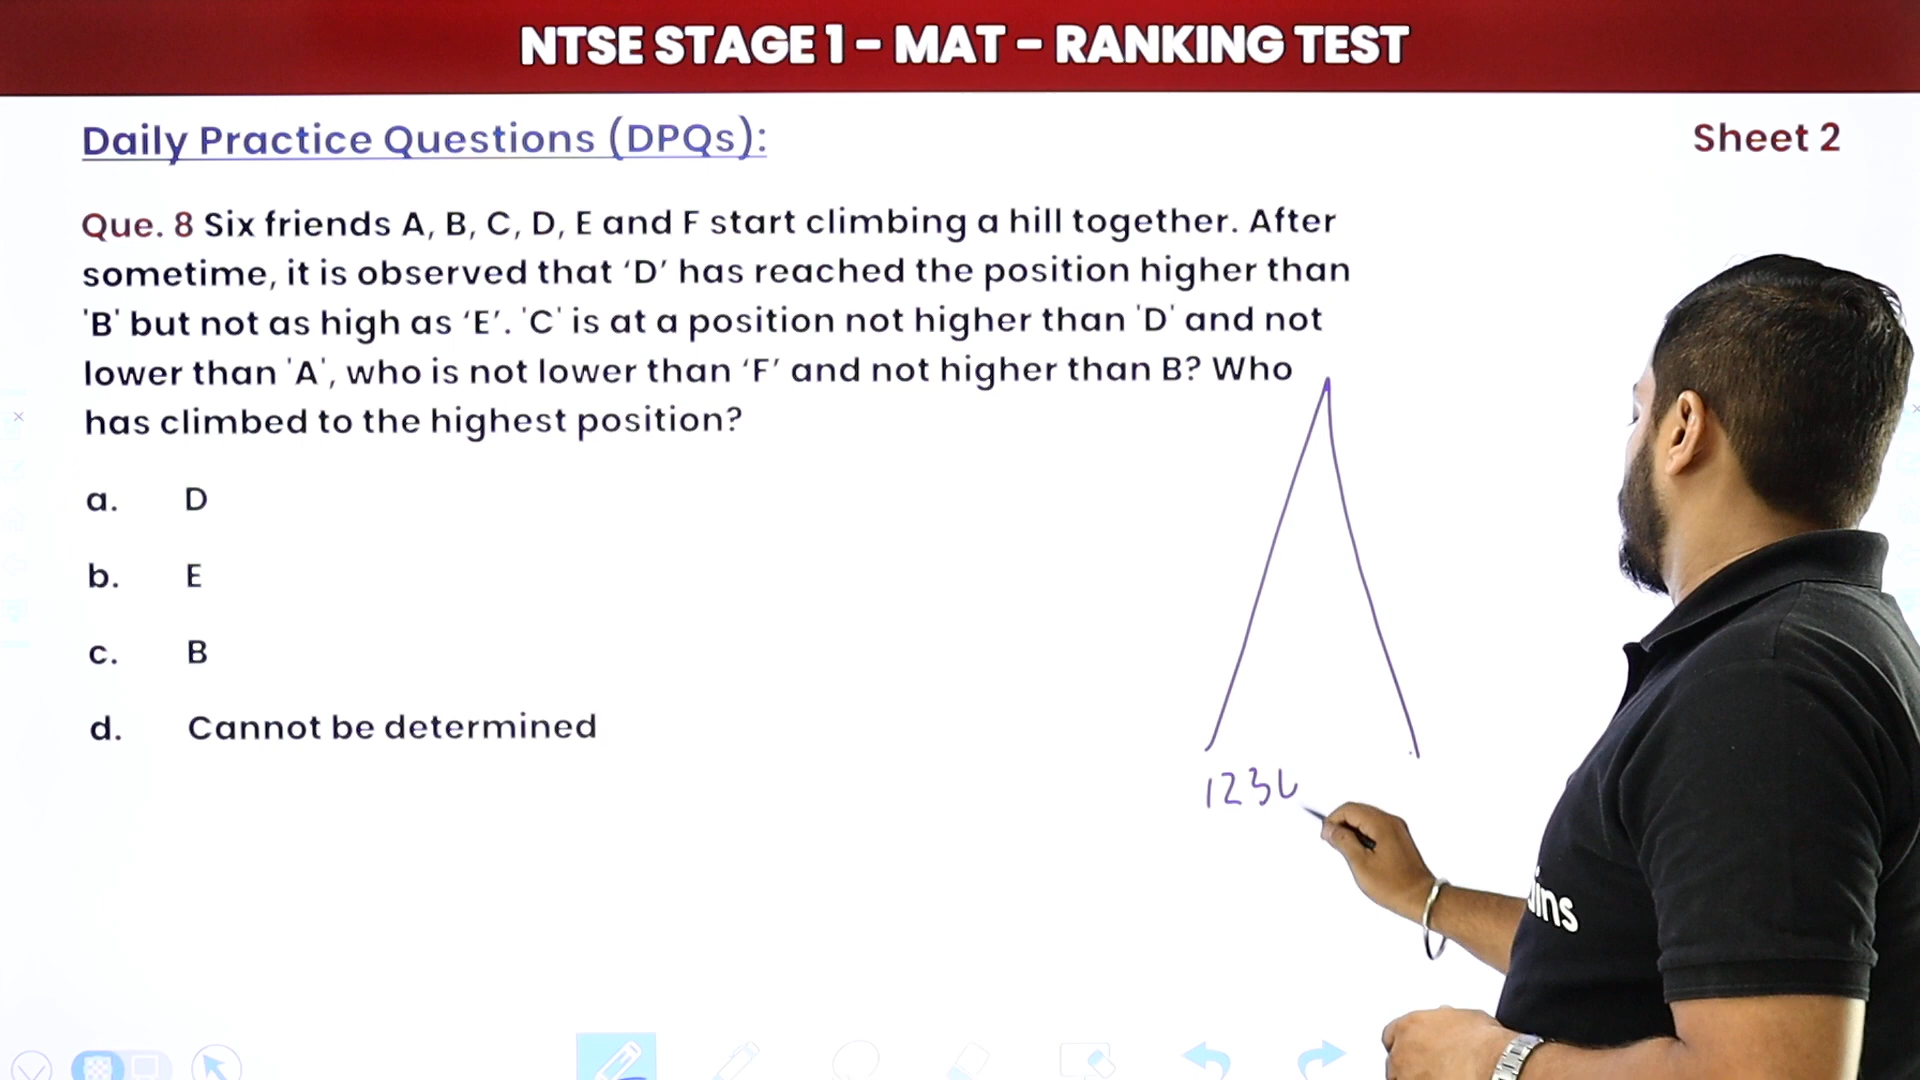 NTSE STAGE 1 – MAT – RANKING TEST
Daily Practice Questions (DPQs):
Sheet 2
Que. 8 Six friends A, B, C, D, E and F start climbing a hill together. After
sometime, it is observed that ‘D’ has reached the position higher than
'B' but not as high as ‘E’. 'C' is at a position not higher than 'D' and not
lower than 'A', who is not lower than ‘F’ and not higher than B? Who
has climbed to the highest position?
a. D
b. E
c. B
d. Cannot be determined
123